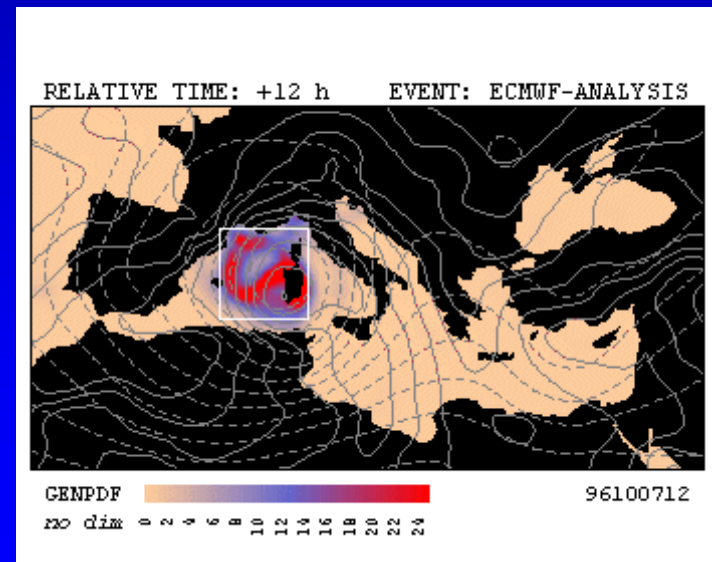 RELATIVE TIME: +12 h EVENT: ECMWF-ANALYSIS
GENPDF 96100712
no dim 0 2 4 6 8 10 12 14 16 18 20 22 24